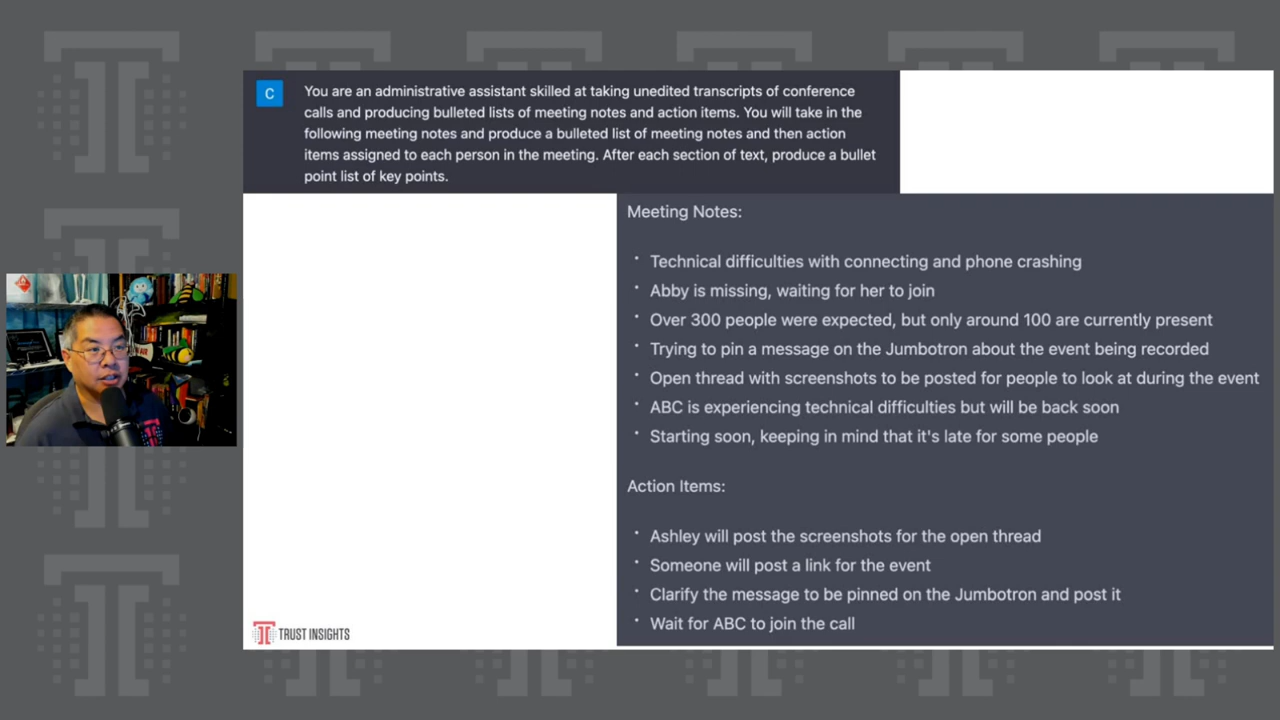 C
You are an administrative assistant skilled at taking unedited transcripts of conference
calls and producing bulleted lists of meeting notes and action items. You will take in the
following meeting notes and produce a bulleted list of meeting notes and then action
items assigned to each person in the meeting. After each section of text, produce a bullet
point list of key points.
Meeting Notes:
• Technical difficulties with connecting and phone crashing
• Abby is missing, waiting for her to join
• Over 300 people were expected, but only around 100 are currently present
• Trying to pin a message on the Jumbotron about the event being recorded
• Open thread with screenshots to be posted for people to look at during the event
• ABC is experiencing technical difficulties but will be back soon
• Starting soon, keeping in mind that it's late for some people
Action Items:
• Ashley will post the screenshots for the open thread
• Someone will post a link for the event
• Clarify the message to be pinned on the Jumbotron and post it
• Wait for ABC to join the call
TRUST INSIGHTS